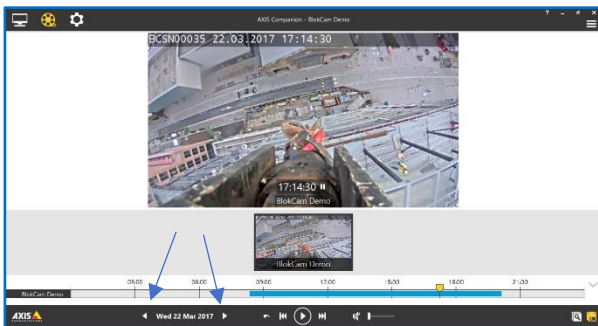 AXIS Companion - BlokCam Demo
BCSN00035 22.03.2017 17:14:30
17:14:30
BlokCam Demo
BlokCam Demo
03:00 06:00 09:00 12:00 15:00 18:00 21:00
BlokCam Demo
AXIS Wed 22 Mar 2017